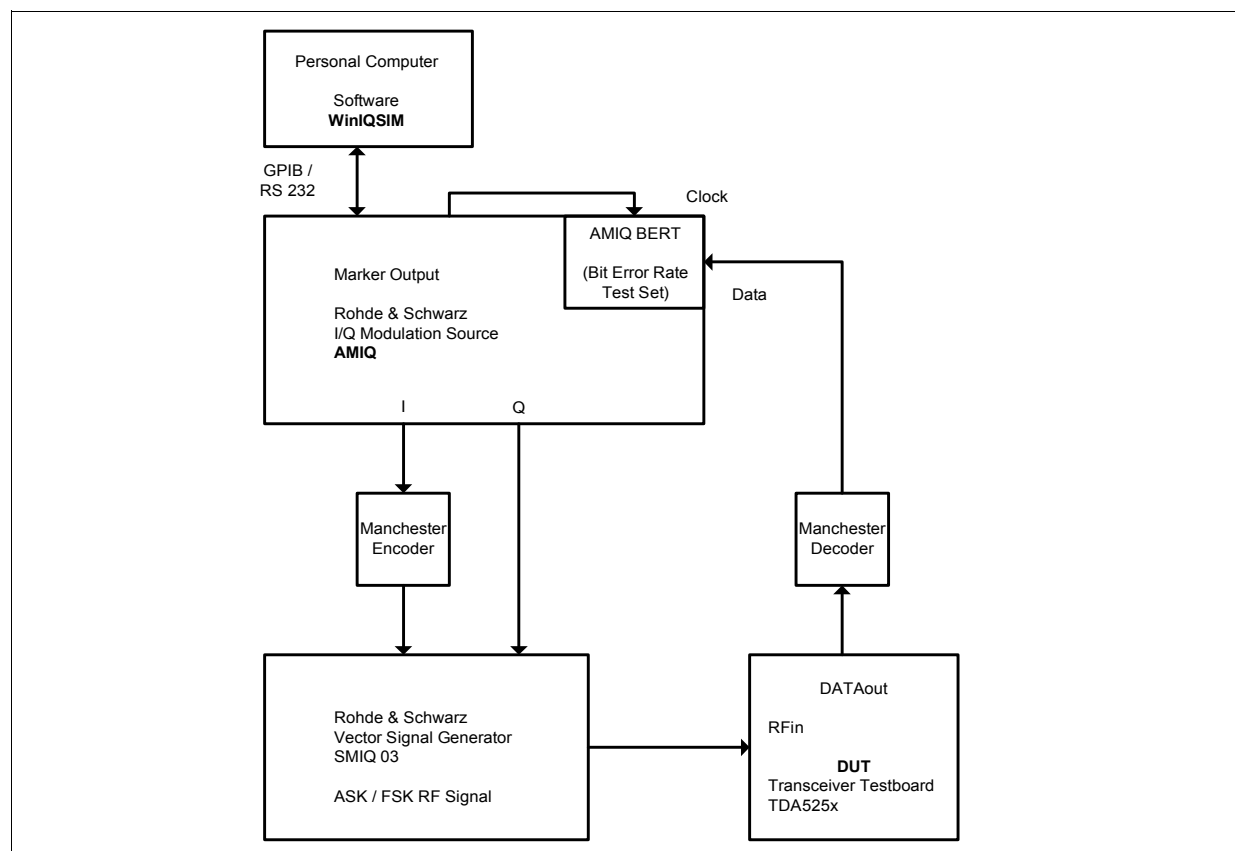 Personal Computer
Software
WinIQSIM
GPIB /
RS 232
Clock
AMIQ BERT
(Bit Error Rate
Test Set)
Data
Marker Output
Rohde & Schwarz
I/Q Modulation Source
AMIQ
I
Q
Manchester
Encoder
Manchester
Decoder
Rohde & Schwarz
Vector Signal Generator
SMIQ 03
ASK / FSK RF Signal
DATAout
RFin
DUT
Transceiver Testboard
TDA525x